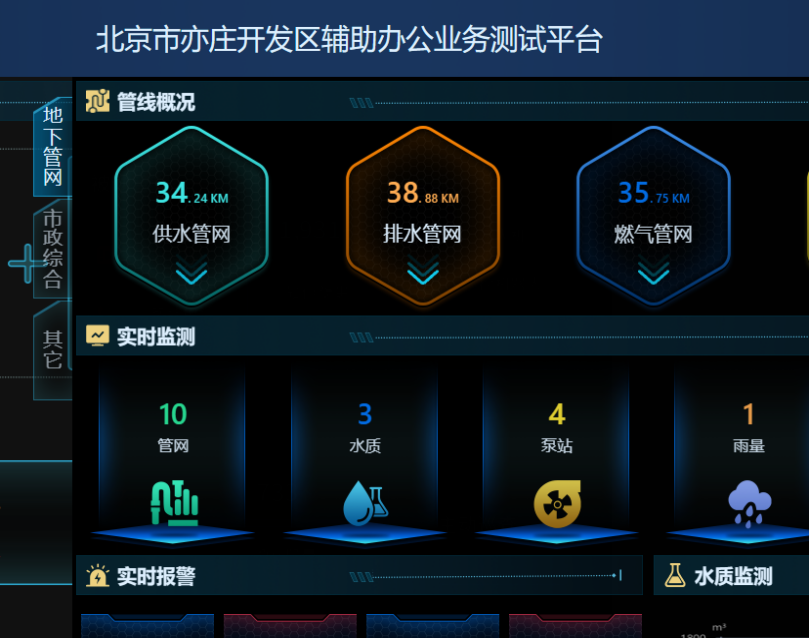 北京市亦庄开发区辅助办公业务测试平台
地下管网
市政综合
其它
管线概况
34.24 KM
供水管网
38.88 KM
排水管网
35.75 KM
燃气管网
实时监测
10
管网
3
水质
4
泵站
1
雨量
实时报警
水质监测
m³
1800